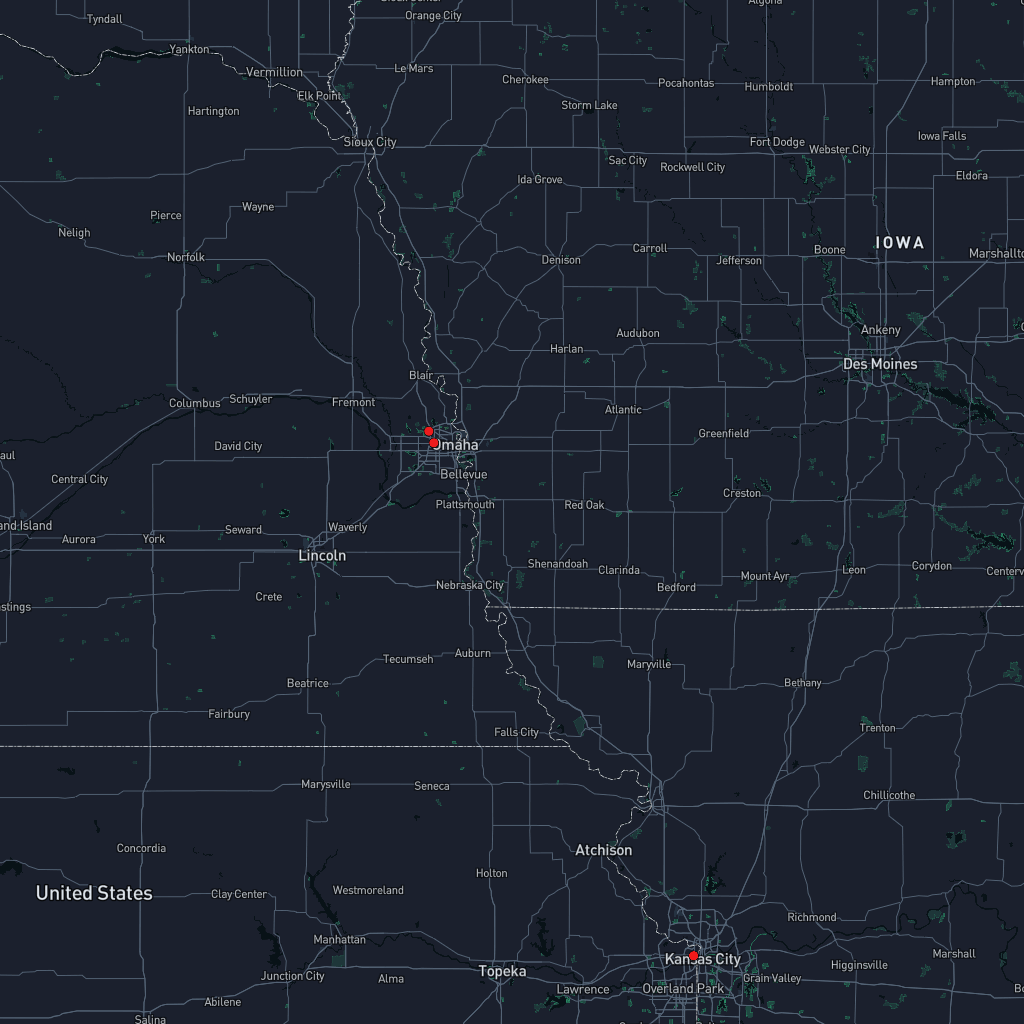 Tyndall
Orange City
Yankton
Vermillion
Le Mars
Cherokee
Pocahontas
Humboldt
Hampton
Elk Point
Hartington
Storm Lake
Sioux City
Fort Dodge
Webster City
Iowa Falls
Sac City
Rockwell City
Ida Grove
Eldora
Wayne
Pierce
Neligh
Norfolk
Denison
Carroll
Jefferson
Boone
IOWA
Marshallto
Ankeny
Audubon
Harlan
Des Moines
Blair
Columbus
Schuyler
Fremont
Atlantic
Greenfield
David City
Omaha
Central City
Bellevue
Creston
Plattsmouth
Red Oak
and Island
Seward
Waverly
Aurora
York
Lincoln
Shenandoah
Clarinda
Mount Ayr
Leon
Corydon
Centerv
Nebraska City
Bedford
Crete
stings
Auburn
Tecumseh
Maryville
Beatrice
Bethany
Fairbury
Falls City
Trenton
Marysville
Seneca
Chillicothe
Concordia
Atchison
Holton
United States
Clay Center
Westmoreland
Richmond
Manhattan
Kansas City
Marshall
Higginsville
Junction City
Alma
Topeka
Grain Valley
Lawrence
Overland Park
Abilene
Salina